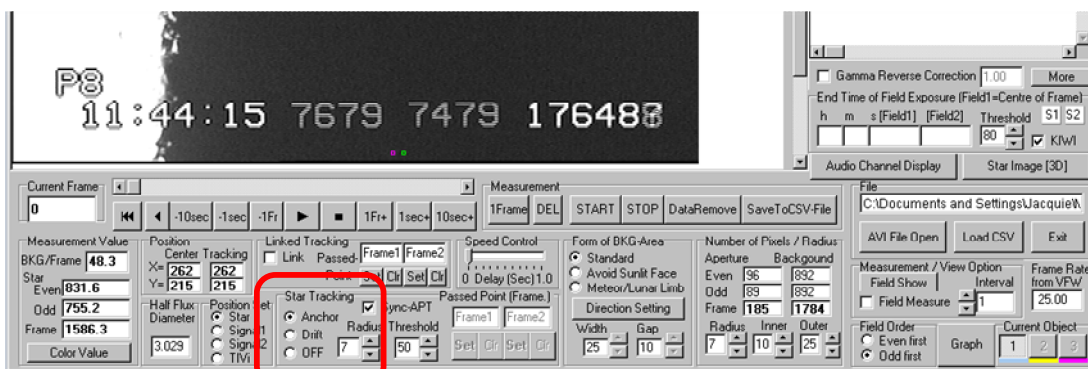 P8
11:44:15 7679 7479 17648
Gamma Reverse Correction 1.00 More
End Time of Field Exposure (Field1=Centre of Frame)
h m s [Field1] [Field2] Threshold S1 S2
80 KIWI
Audio Channel Display Star Image [3D]
Current Frame
0
-10sec -1sec -1Fr 1Fr+ 1sec+ 10sec+
Measurement
1Frame DEL START STOP DataRemove SaveToCSV-File
File
C:\Documents and Settings\Jacquie\
AVI File Open Load CSV Exit
Measurement Value
BKG/Frame 48.3
Star
Even 831.6
Odd 755.2
Frame 1586.3
Color Value
Position
Center Tracking
X= 262 262
Y= 215 215
Half Flux Diameter
3.029
Position Set
Star
Signal1
Signal2
TIVi
Linked Tracking
Link Passed- Frame1 Frame2
Point Set Clr Set Clr
Star Tracking
Anchor
Drift
OFF
Radius
7
Sync-APT
Threshold
50
Speed Control
0 Delay (Sec) 1.0
Passed Point (Frame.)
Frame1 Frame2
Set Clr Set Clr
Form of BKG-Area
Standard
Avoid Sunlit Face
Meteor/Lunar Limb
Direction Setting
Width Gap
25 10
Number of Pixels / Radius
Aperture Backgound
Even 96 892
Odd 89 892
Frame 185 1784
Radius Inner Outer
7 10 25
Measurement / View Option
Field Show Interval
Field Measure 1
Frame Rate from VFW
25.00
Field Order
Even first
Odd first
Graph
Current Object
1 2 3